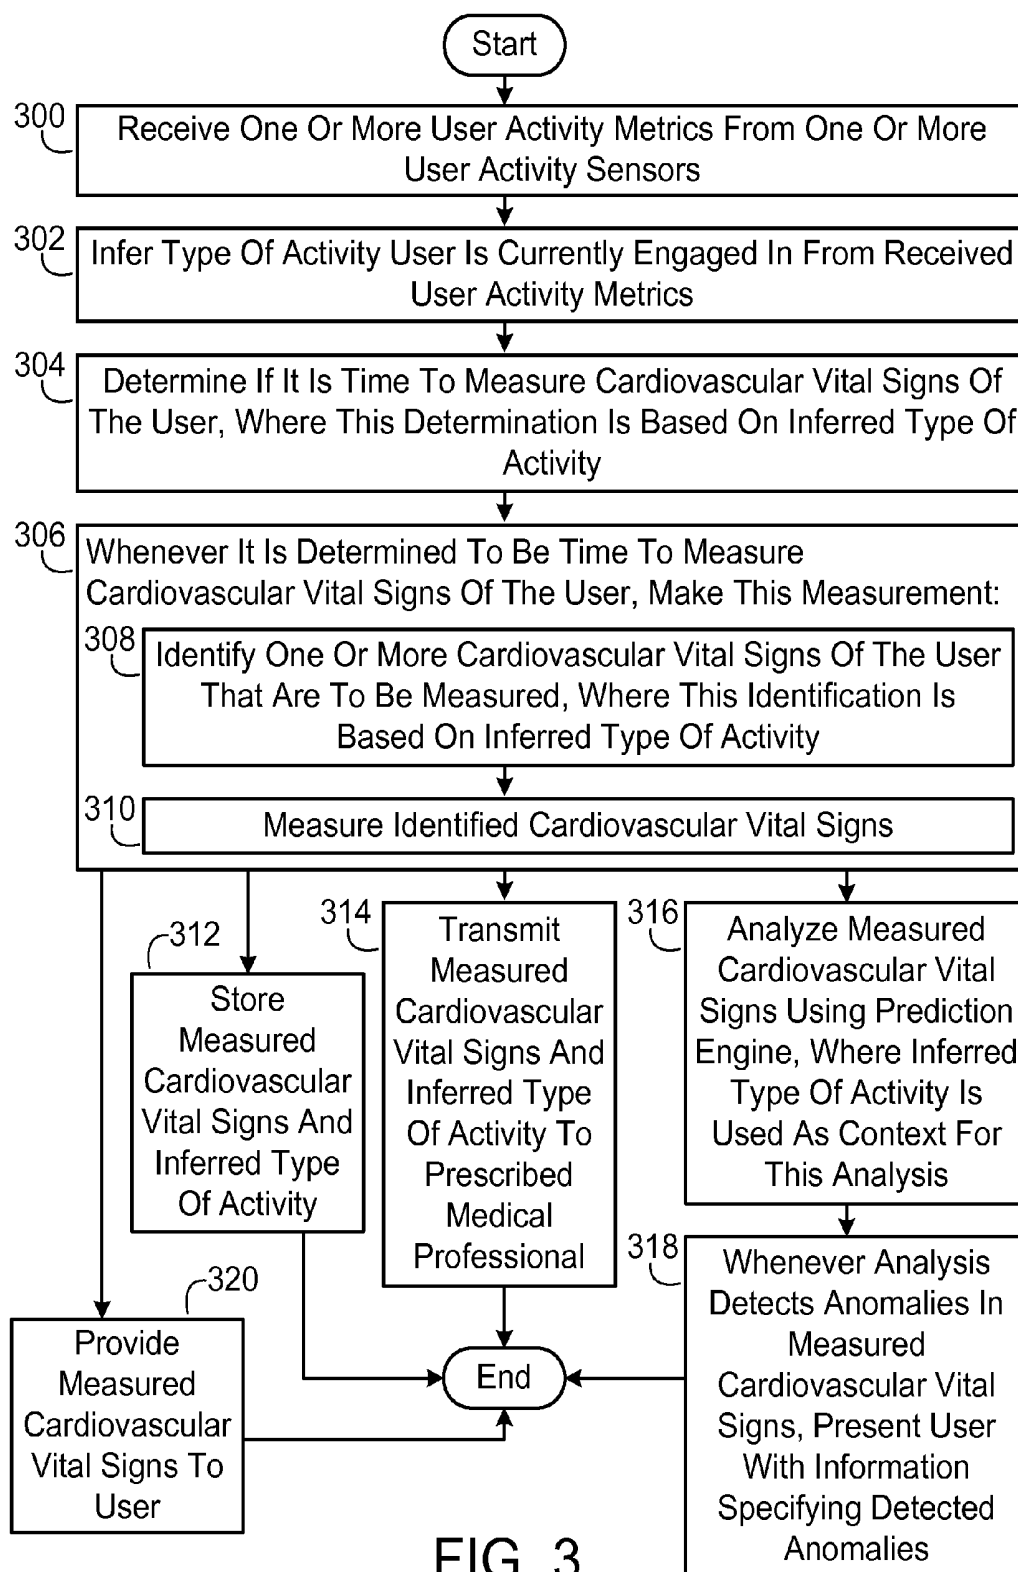 Start
300
Receive One Or More User Activity Metrics From One Or More
User Activity Sensors
302
Infer Type Of Activity User Is Currently Engaged In From Received
User Activity Metrics
304
Determine If It Is Time To Measure Cardiovascular Vital Signs Of
The User, Where This Determination Is Based On Inferred Type Of
Activity
306
Whenever It Is Determined To Be Time To Measure
Cardiovascular Vital Signs Of The User, Make This Measurement:
308
Identify One Or More Cardiovascular Vital Signs Of The User
That Are To Be Measured, Where This Identification Is
Based On Inferred Type Of Activity
310
Measure Identified Cardiovascular Vital Signs
312
Store
Measured
Cardiovascular
Vital Signs And
Inferred Type
Of Activity
314
Transmit
Measured
Cardiovascular
Vital Signs And
Inferred Type
Of Activity To
Prescribed
Medical
Professional
316
Analyze Measured
Cardiovascular Vital
Signs Using Prediction
Engine, Where Inferred
Type Of Activity Is
Used As Context For
This Analysis
318
Whenever Analysis
Detects Anomalies In
Measured
Cardiovascular Vital
Signs, Present User
With Information
Specifying Detected
Anomalies
320
Provide
Measured
Cardiovascular
Vital Signs To
User
End
FIG. 3